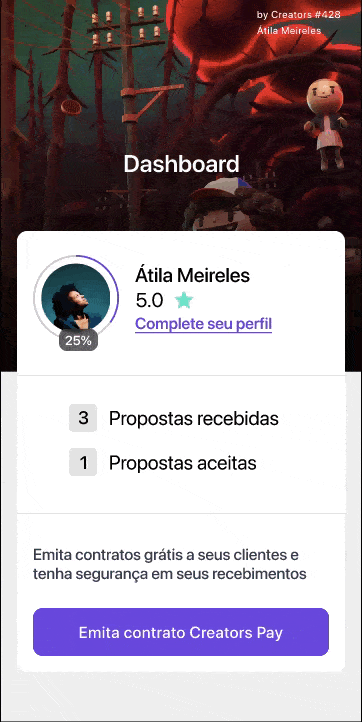 by Creators #428
Átila Meireles
Dashboard
Átila Meireles
5.0
Complete seu perfil
25%
3 Propostas recebidas
1 Propostas aceitas
Emita contratos grátis a seus clientes e
tenha segurança em seus recebimentos
Emita contrato Creators Pay